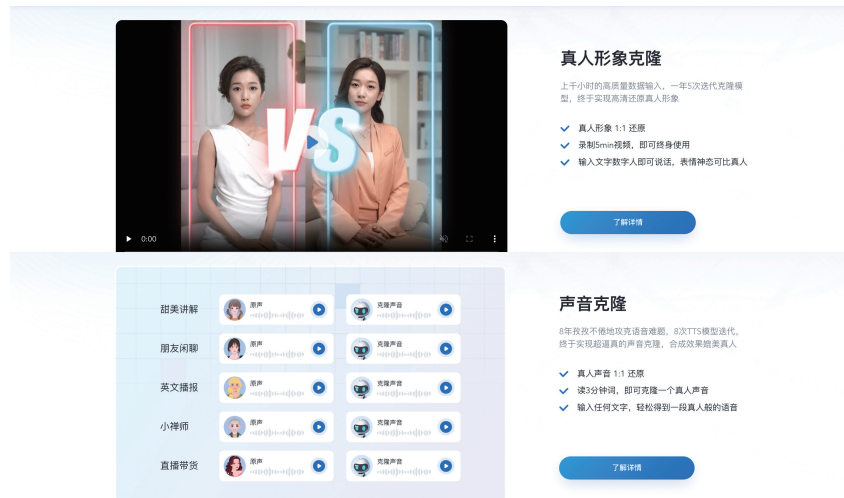 VS
0:00
真人形象克隆
上千小时的高质量数据输入，一年5次迭代克隆模
型，终于实现高清还原真人形象
真人形象 1:1 还原
录制5min视频，即可终身使用
输入文字数字人即可说话，表情神态可比真人
了解详情
甜美讲解
原声
克隆声音
朋友闲聊
原声
克隆声音
英文播报
原声
克隆声音
小禅师
原声
克隆声音
直播带货
原声
克隆声音
声音克隆
8年孜孜不倦地攻克语音难题，8次TTS模型迭代，
终于实现超逼真的声音克隆，合成效果媲美真人
真人声音 1:1 还原
读3分钟词，即可克隆一个真人声音
输入任何文字，轻松得到一段真人般的语音
了解详情